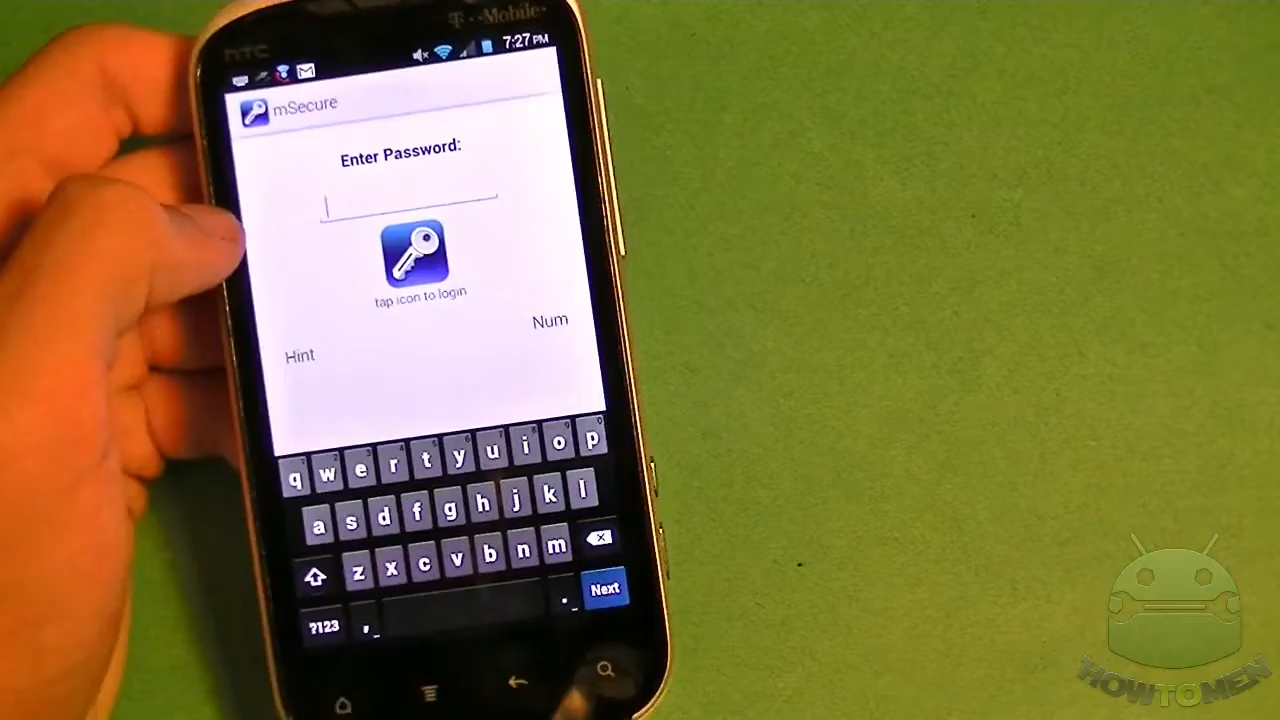 T··Mobile·
hTC
7:27 PM
mSecure
Enter Password:
tap icon to login
Num
Hint
q w e r t y u i o p
a s d f g h j k l
z x c v b n m
Next
?123 , .
HOWTOMEN